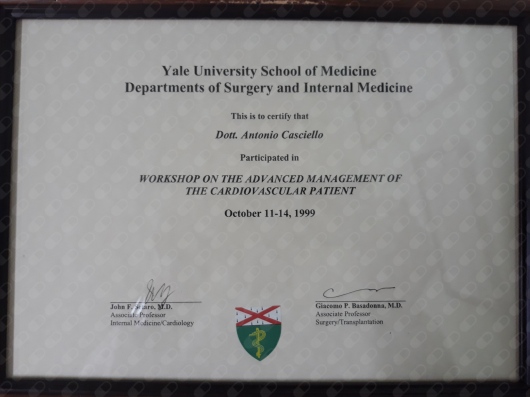 Yale University School of Medicine
Departments of Surgery and Internal Medicine
This is to certify that
Dott. Antonio Casciello
Participated in
WORKSHOP ON THE ADVANCED MANAGEMENT OF
THE CARDIOVASCULAR PATIENT
October 11-14, 1999
John F. M.D.
Associate Professor
Internal Medicine/Cardiology
Giacomo P. Basadonna, M.D.
Associate Professor
Surgery/Transplantation